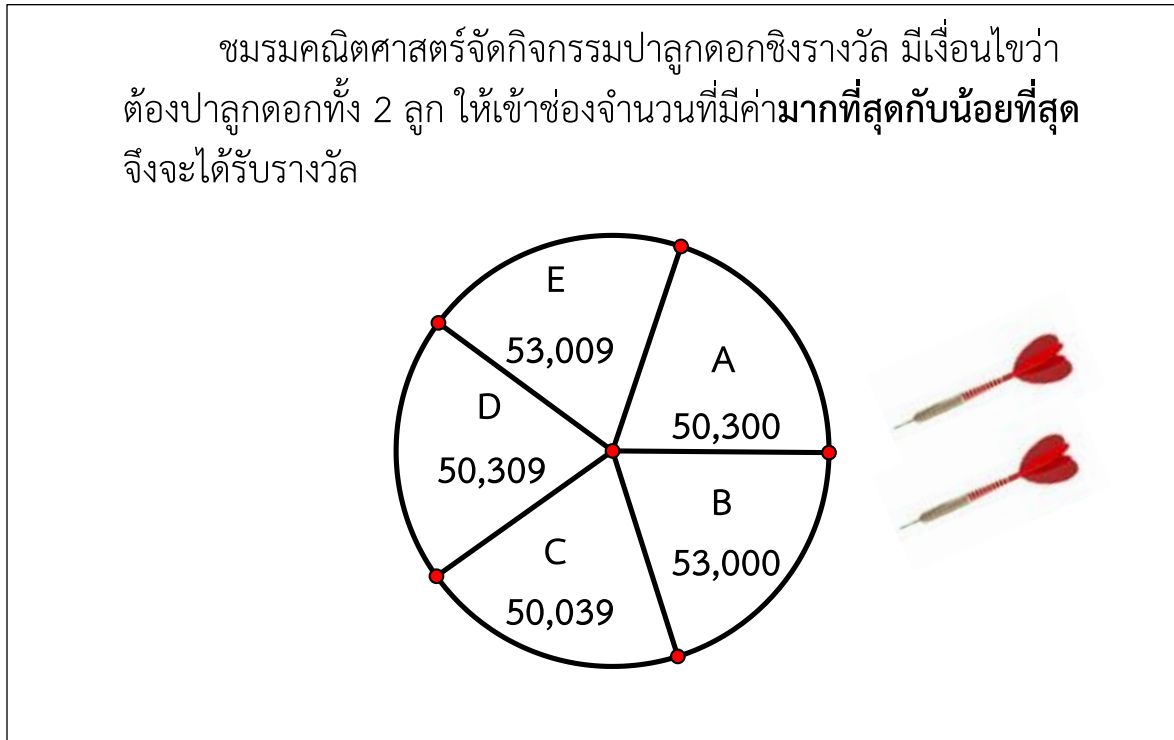 ชมรมคณิตศาสตร์จัดกิจกรรมปาลูกดอกชิงรางวัล มีเงื่อนไขว่า
ต้องปาลูกดอกทั้ง 2 ลูก ให้เข้าช่องจำนวนที่มีค่ามากที่สุดกับน้อยที่สุด
จึงจะได้รับรางวัล
E
53,009
A
50,300
D
50,309
B
53,000
C
50,039